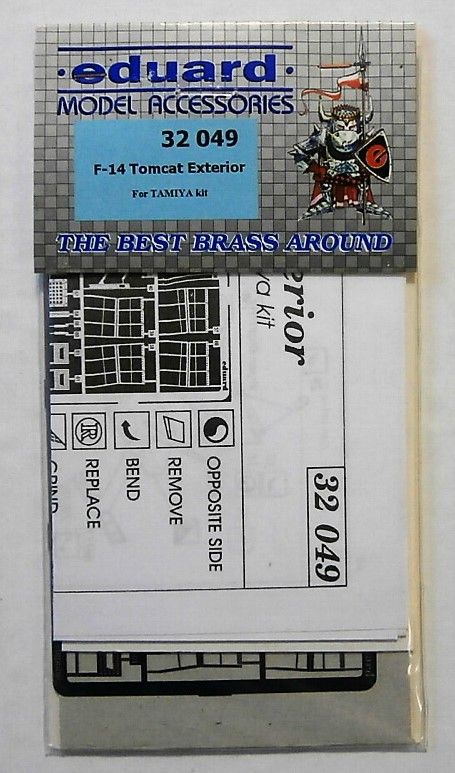 ·eduard·
MODEL ACCESSORIES
32 049
F-14 Tomcat Exterior
For TAMIYA kit
e
THE BEST BRASS AROUND
erior
ya kit
eduard
OPPOSITE SIDE
REMOVE
BEND
REPLACE
32 049